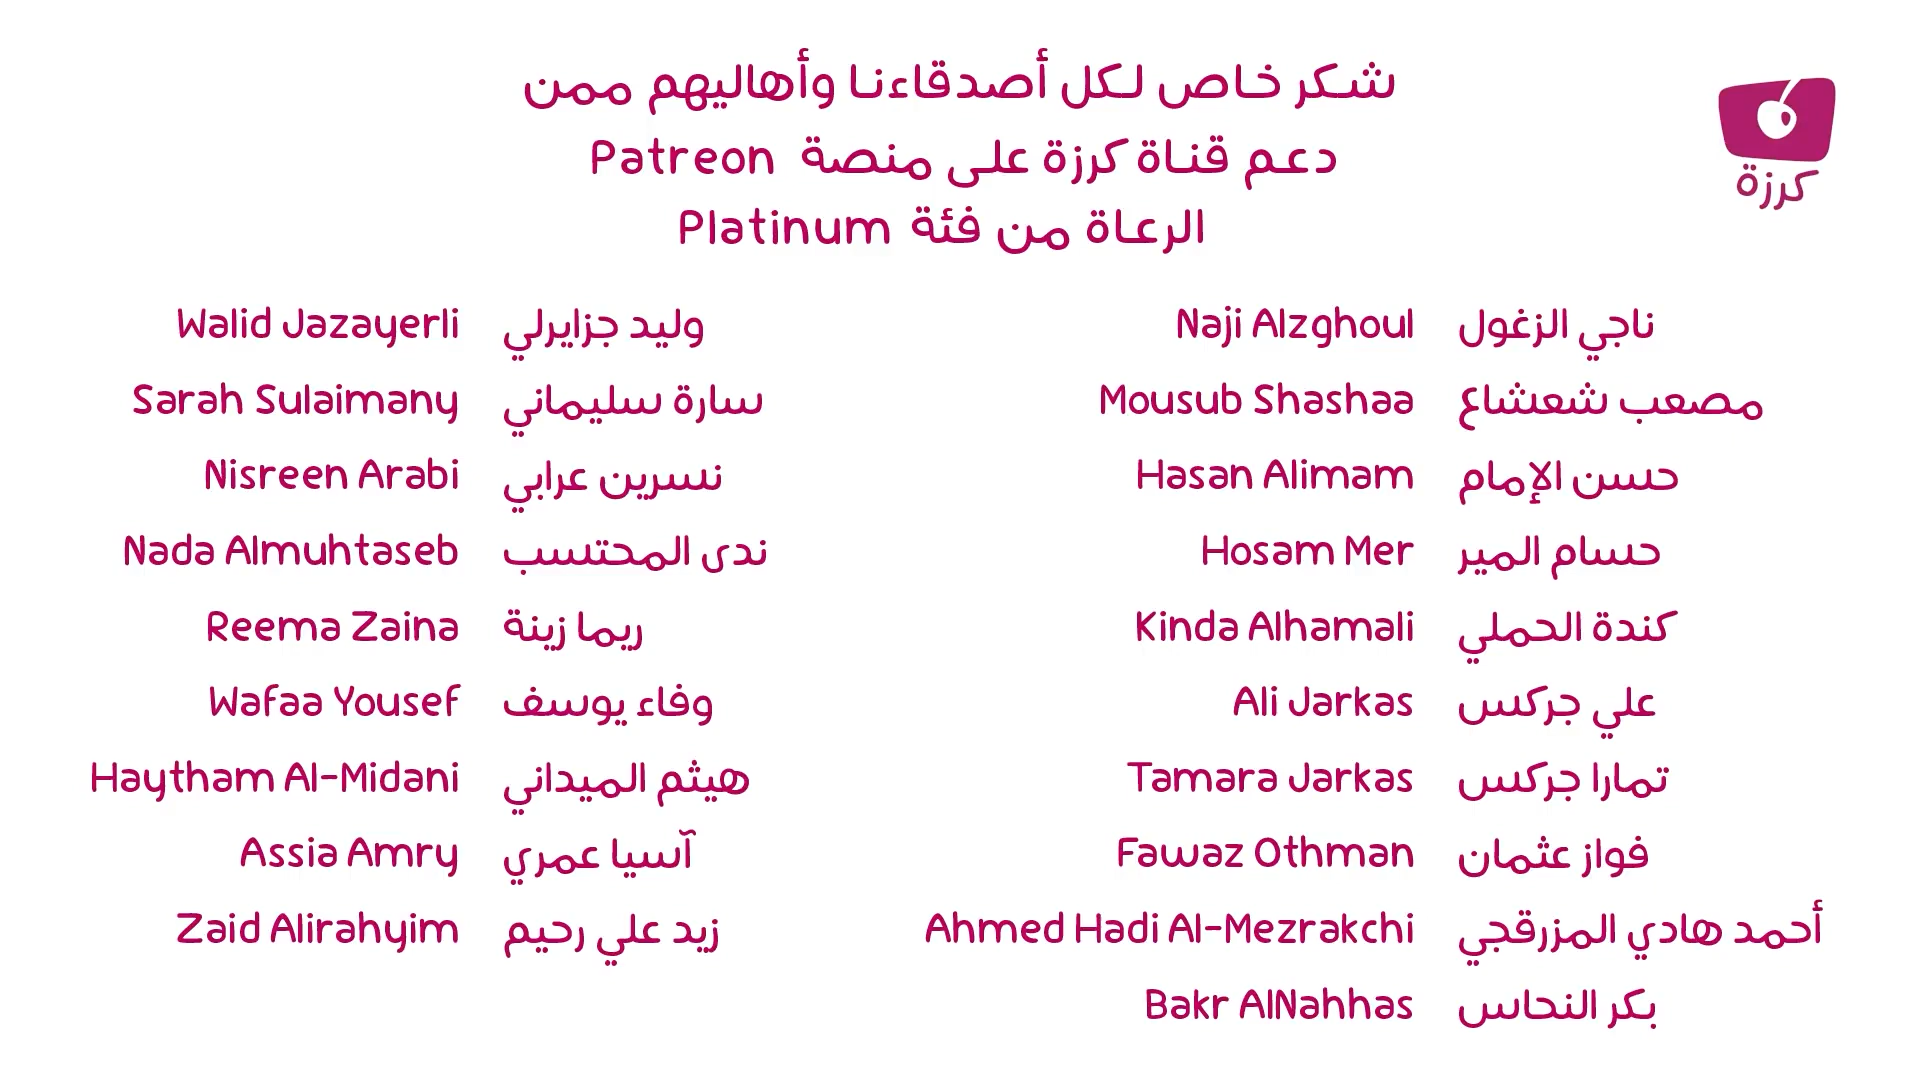 شكر خاص لكل أصدقاءنا وأهاليهم ممن
دعم قناة كرزة على منصة Patreon
الرعاة من فئة Platinum
كرزة
ناجي الزغول Naji Alzghoul
مصعب شعشاع Mousub Shashaa
حسن الإمام Hasan Alimam
حسام المير Hosam Mer
كندة الحملي Kinda Alhamali
علي جركس Ali Jarkas
تمارا جركس Tamara Jarkas
فواز عثمان Fawaz Othman
أحمد هادي المزرقجي Ahmed Hadi Al-Mezrakchi
بكر النحاس Bakr AlNahhas
وليد جزايرلي Walid Jazayerli
سارة سليماني Sarah Sulaimany
نسرين عرابي Nisreen Arabi
ندى المحتسب Nada Almuhtaseb
ريما زينة Reema Zaina
وفاء يوسف Wafaa Yousef
هيثم الميداني Haytham Al-Midani
آسيا عمري Assia Amry
زيد علي رحيم Zaid Alirahyim